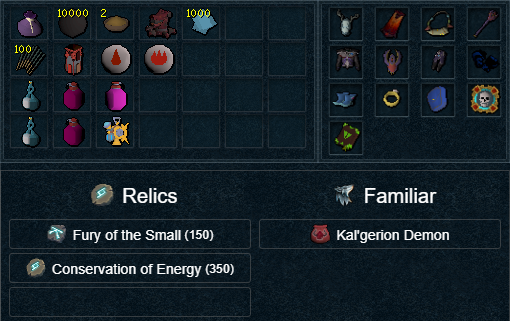 10000 2 1000
100
Relics Familiar
Fury of the Small (150) Kal'gerion Demon
Conservation of Energy (350)